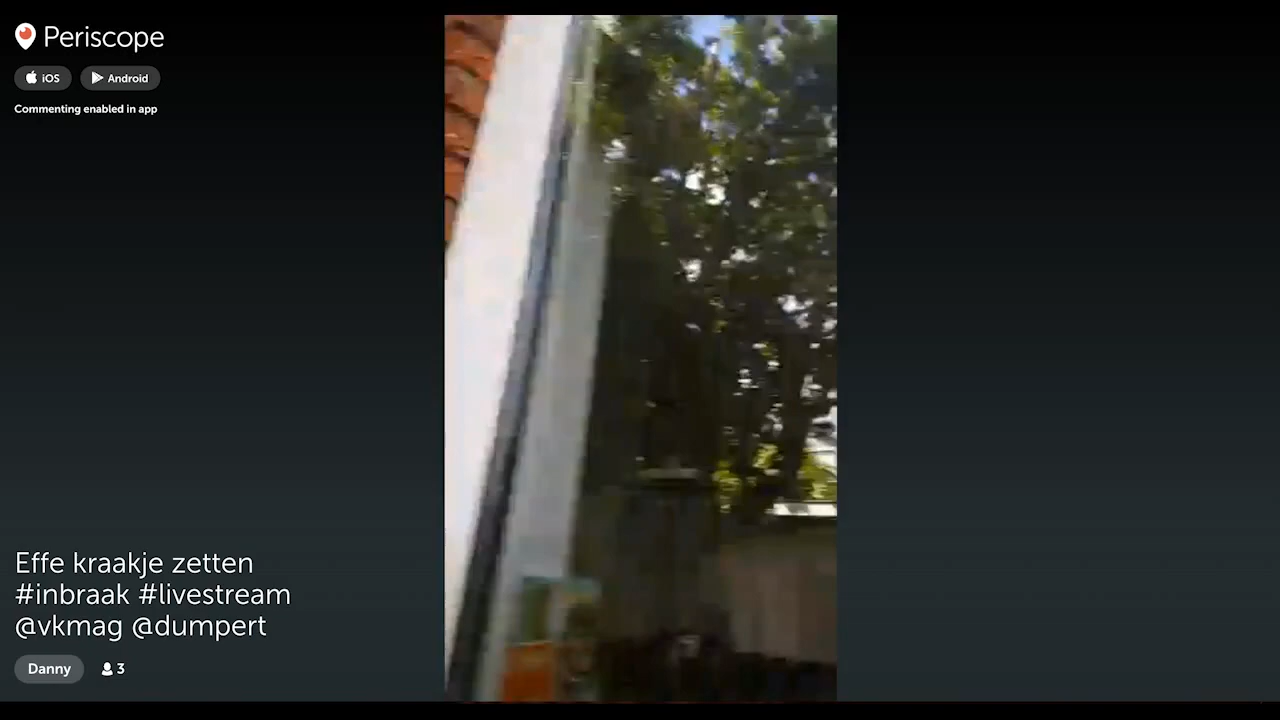 Periscope
iOS
Android
Commenting enabled in app
Effe kraakje zetten
#inbraak #livestream
@vkmag @dumpert
Danny
3